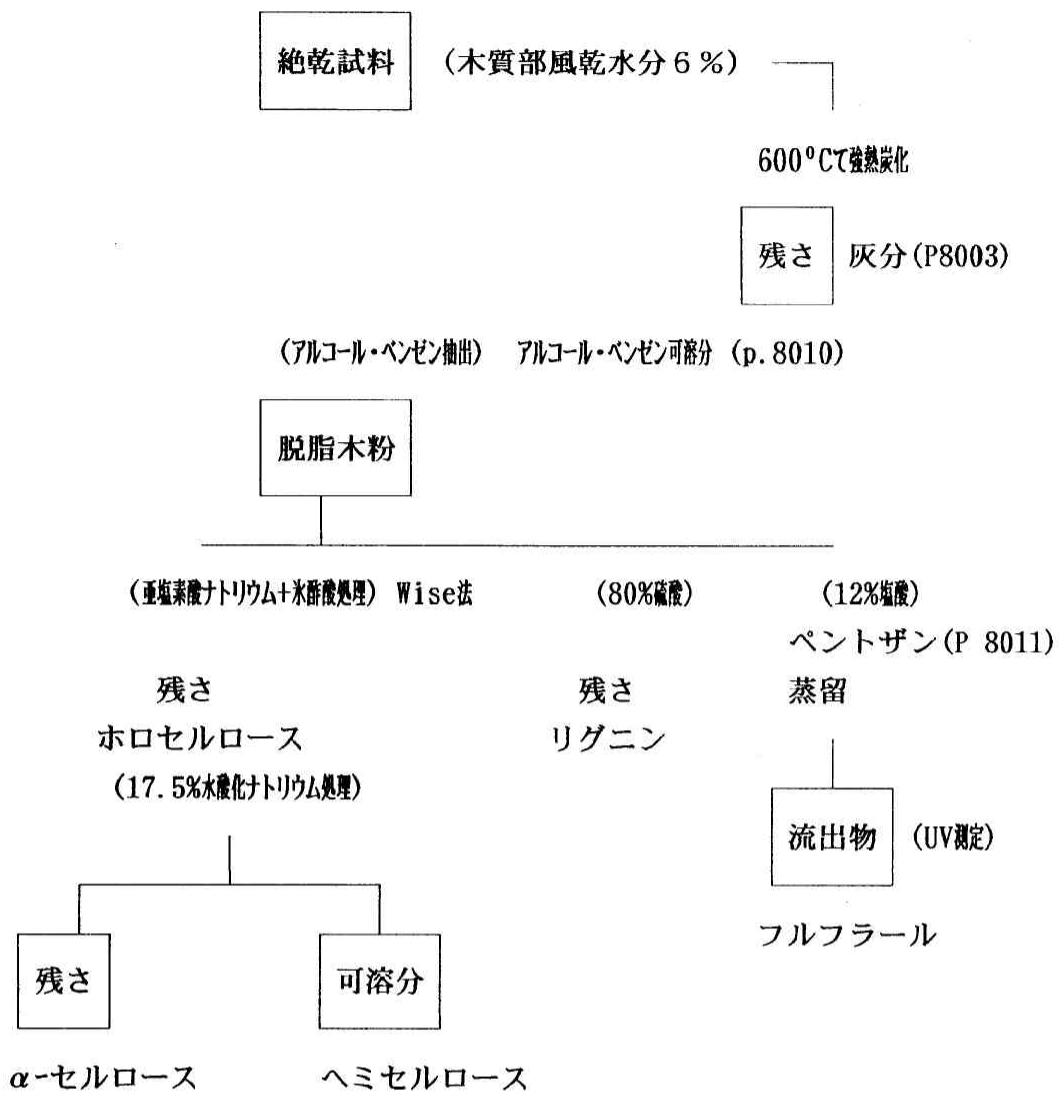 絶乾試料 (木質部風乾水分6%)
600⁰Cて強熱炭化
残さ 灰分(P8003)
(アルコール・ベンゼン抽出) アルコール・ベンゼン可溶分 (p.8010)
脱脂木粉
(亜塩素酸ナトリウム+氷酢酸処理) Wise法 (80%硫酸) (12%塩酸)
ペントザン(P 8011)
残さ 残さ 蒸留
ホロセルロース リグニン
(17.5%水酸化ナトリウム処理)
流出物 (UV測定)
フルフラール
残さ 可溶分
α-セルロース ヘミセルロース